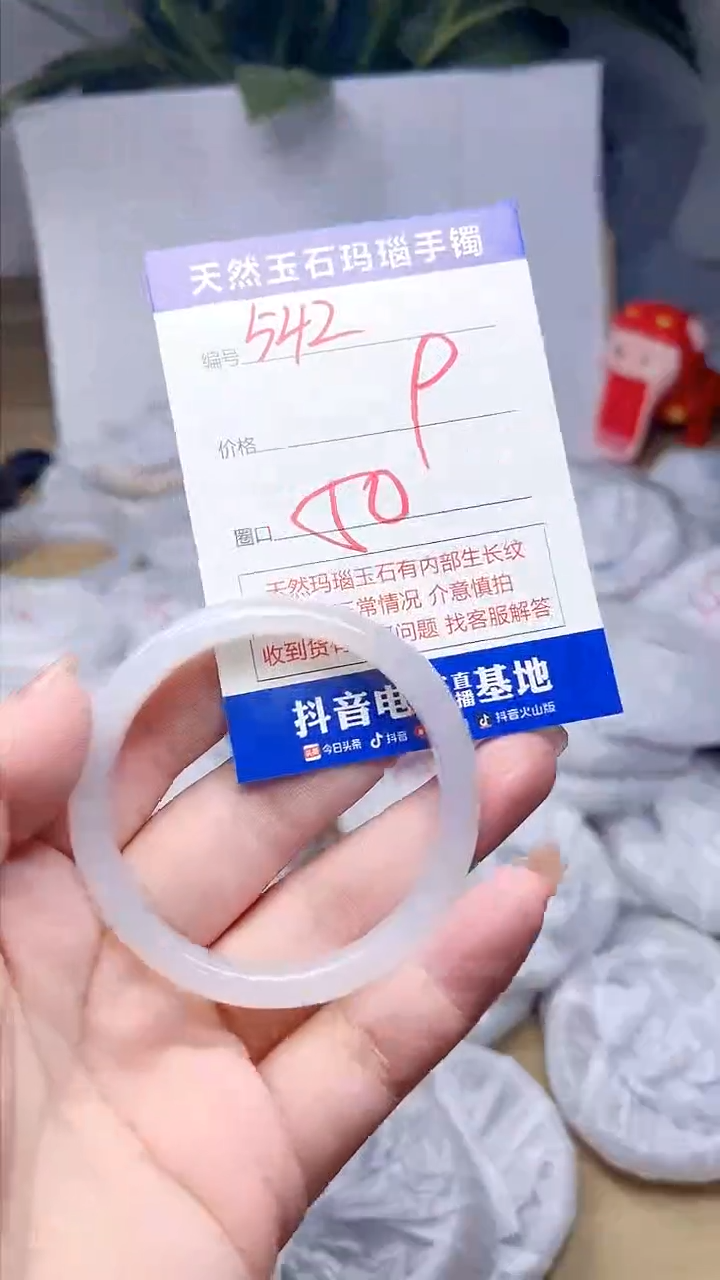 天然玉石玛瑙手镯
编号 542
价格 P
圈口
天然玛瑙玉石有内部生长纹
常情况 介意慎拍
收到货 问题 找客服解答
抖音电 直播基地
今日头条 抖音 抖音火山版